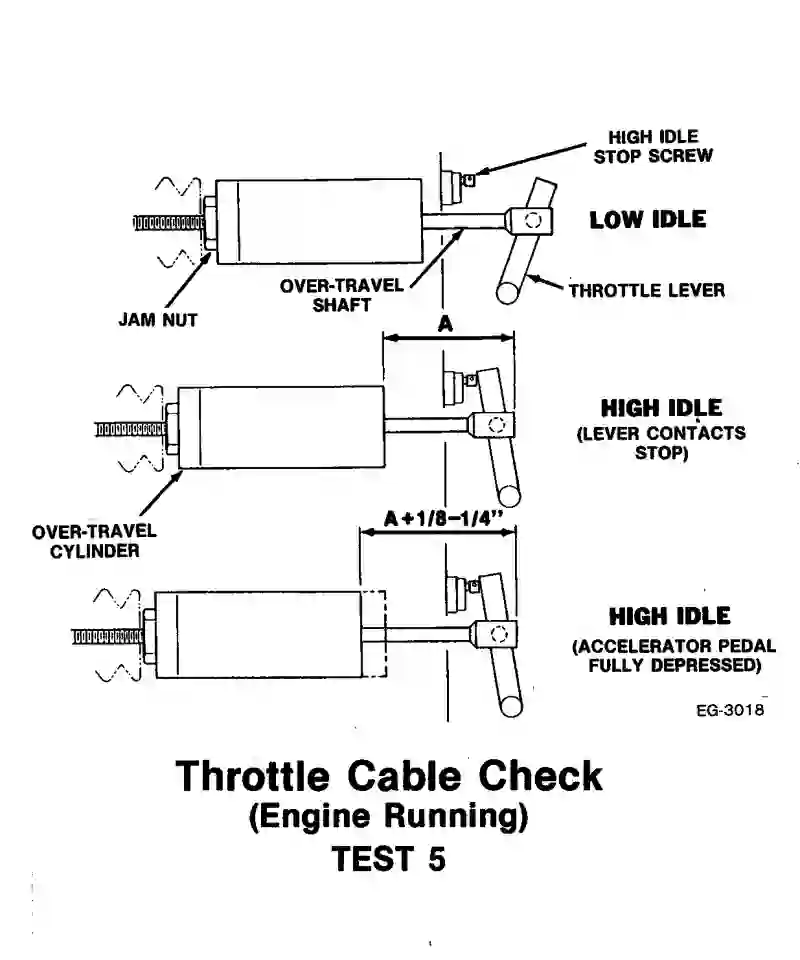 HIGH IDLE
STOP SCREW
LOW IDLE
OVER-TRAVEL
SHAFT
THROTTLE LEVER
JAM NUT
A
HIGH IDLE
(LEVER CONTACTS
STOP)
A+1/8-1/4"
OVER-TRAVEL
CYLINDER
HIGH IDLE
(ACCELERATOR PEDAL
FULLY DEPRESSED)
EG-3018
Throttle Cable Check
(Engine Running)
TEST 5